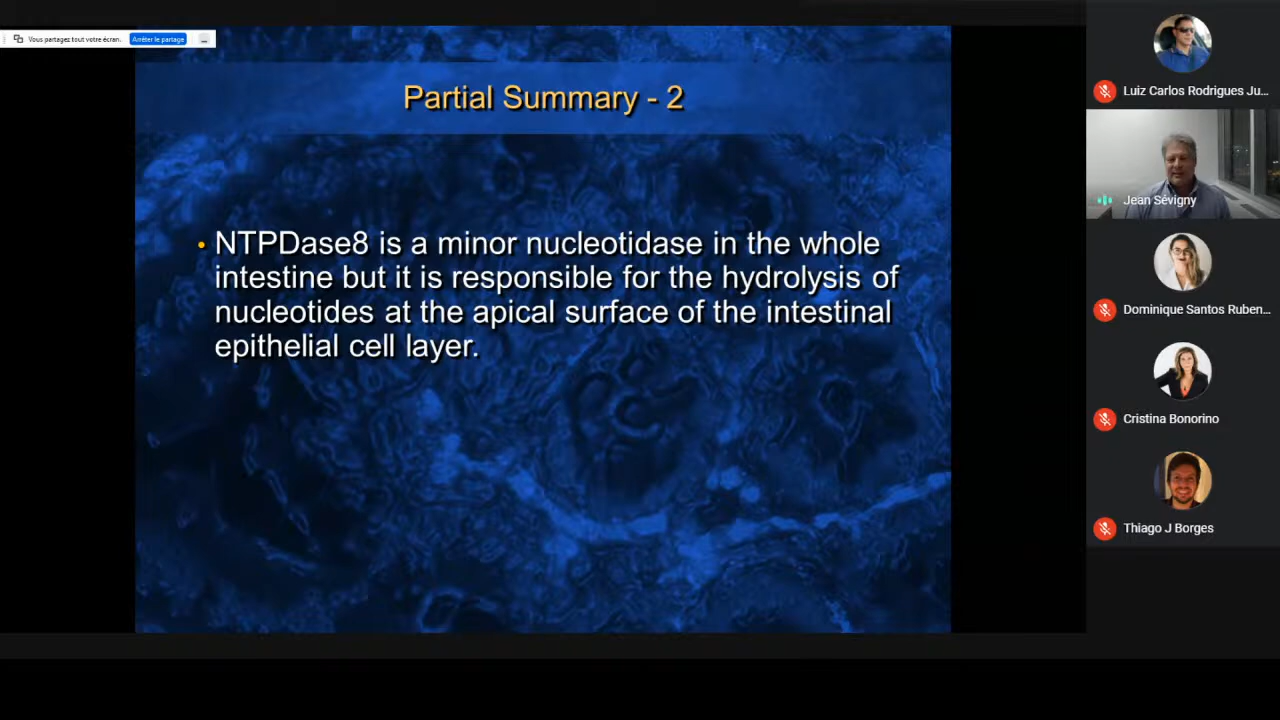 Vous partagez tout votre écran.
Arrêter le partage
Partial Summary - 2
• NTPDase8 is a minor nucleotidase in the whole
intestine but it is responsible for the hydrolysis of
nucleotides at the apical surface of the intestinal
epithelial cell layer.
Luiz Carlos Rodrigues Ju...
Jean Sévigny
Dominique Santos Ruben...
Cristina Bonorino
Thiago J Borges